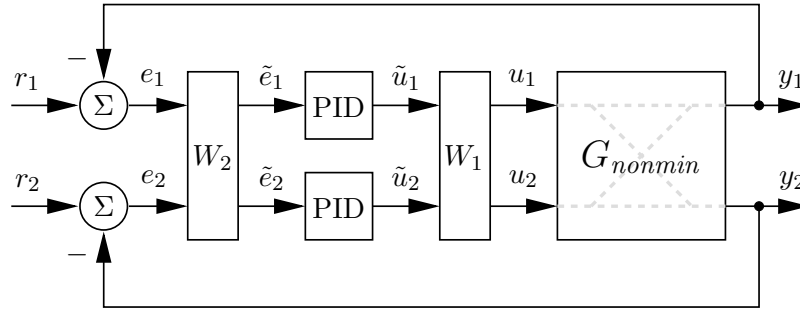 −
r₁ Σ e₁ ẽ₁ PID ũ₁ u₁ y₁
W₂ W₁ G_nonmin
r₂ Σ e₂ ẽ₂ PID ũ₂ u₂ y₂
−